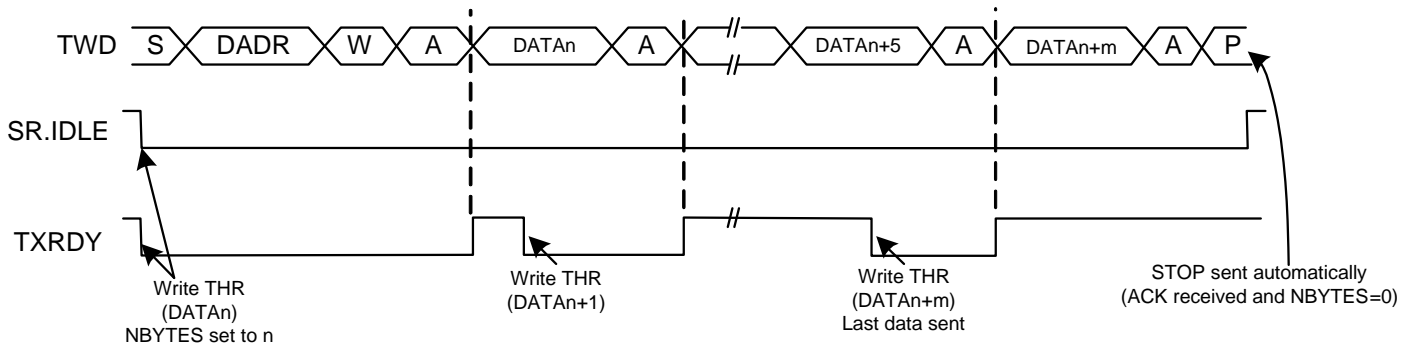 TWD S DADR W A DATAn A DATAn+5 A DATAn+m A P
SR.IDLE
TXRDY
Write THR
(DATAn)
NBYTES set to n
Write THR
(DATAn+1)
Write THR
(DATAn+m)
Last data sent
STOP sent automatically
(ACK received and NBYTES=0)